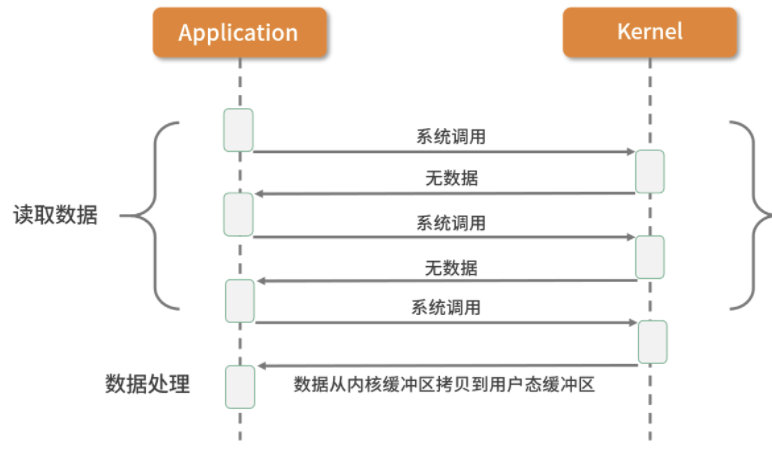 Application
Kernel
系统调用
无数据
读取数据
系统调用
无数据
系统调用
数据处理
数据从内核缓冲区拷贝到用户态缓冲区